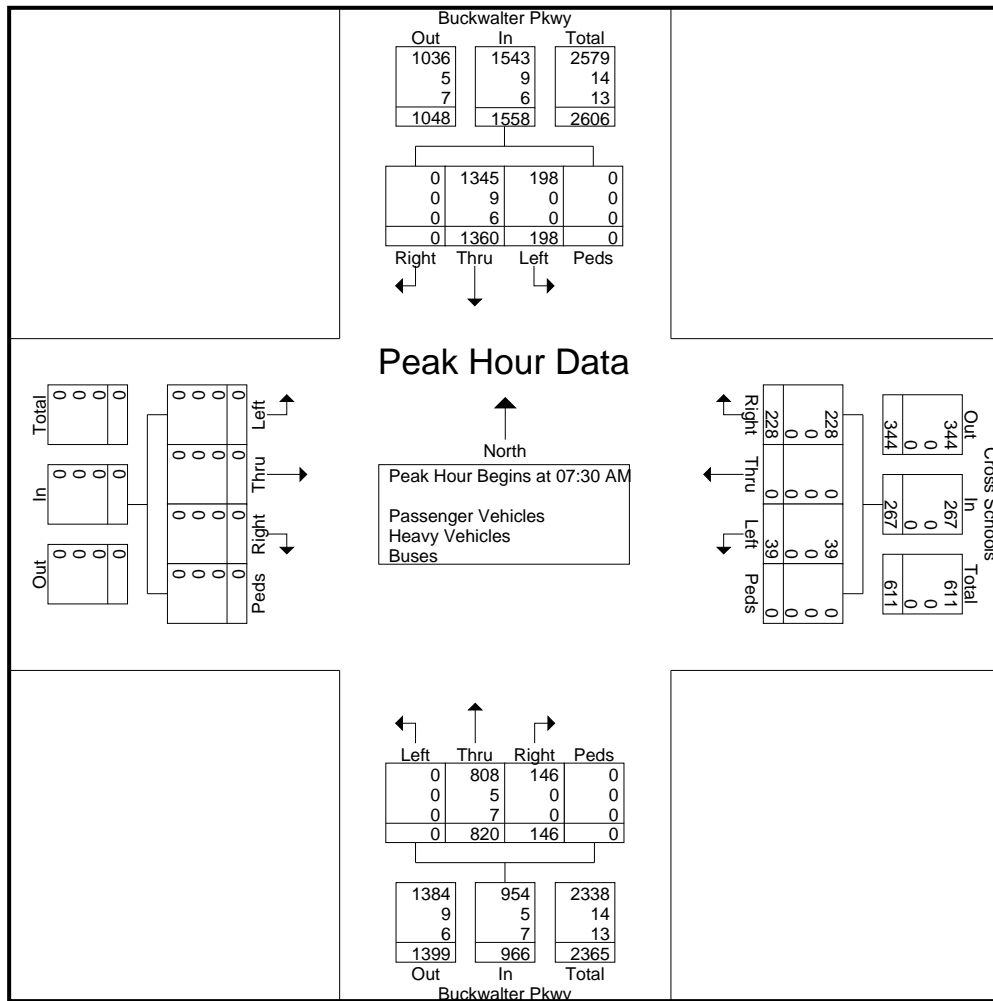 Buckwalter Pkwy
Out In Total
1036 1543 2579
5 9 14
7 6 13
1048 1558 2606
0 1345 198 0
0 9 0 0
0 6 0 0
0 1360 198 0
Right Thru Left Peds
Peak Hour Data
North
Peak Hour Begins at 07:30 AM
Passenger Vehicles
Heavy Vehicles
Buses
Total
0 0 0 0
In
0 0 0 0
Out
0 0 0 0
Left
0 0 0 0
Thru
0 0 0 0
Right
0 0 0 0
Peds
0 0 0 0
Right
228 0 0 228
Thru
0 0 0 0
Left
39 0 0 39
Peds
0 0 0 0
Out
344 0 0 344
In
267 0 0 267
Total
611 0 0 611
Cross Schools
Left Thru Right Peds
0 808 146 0
0 5 0 0
0 7 0 0
0 820 146 0
1384 954 2338
9 5 14
6 7 13
1399 966 2365
Out In Total
Buckwalter Pkwy